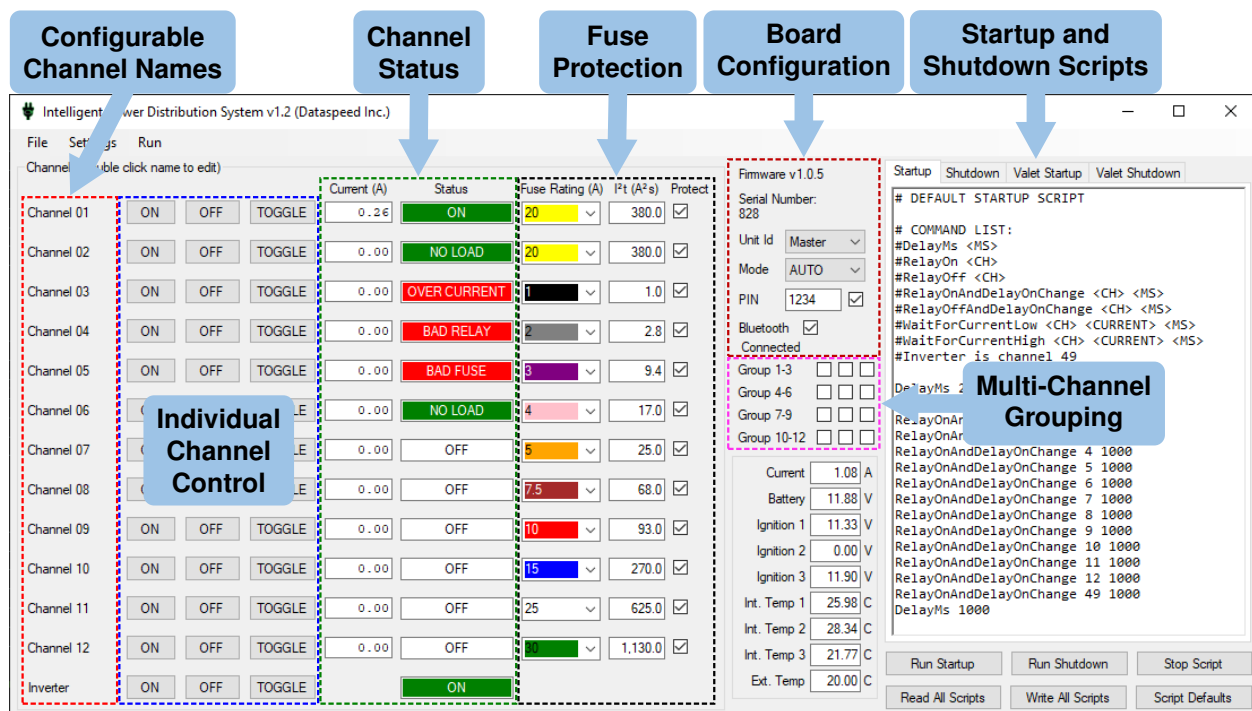 Configurable
Channel Names
Channel
Status
Fuse
Protection
Board
Configuration
Startup and
Shutdown Scripts
Intelligent wer Distribution System v1.2 (Dataspeed Inc.)
File Run
Channel uble click name to edit)
Current (A) Status Fuse Rating (A) I²t (A²s) Protect
Channel 01 ON OFF TOGGLE 0.26 ON 20 380.0
Channel 02 ON OFF TOGGLE 0.00 NO LOAD 20 380.0
Channel 03 ON OFF TOGGLE 0.00 OVER CURRENT 1 1.0
Channel 04 ON OFF TOGGLE 0.00 BAD RELAY 2 2.8
Channel 05 ON OFF TOGGLE 0.00 BAD FUSE 3 9.4
Channel 06 0.00 NO LOAD 4 17.0
Channel 07 0.00 OFF 5 25.0
Channel 08 0.00 OFF 7.5 68.0
Channel 09 ON OFF TOGGLE 0.00 OFF 10 93.0
Channel 10 ON OFF TOGGLE 0.00 OFF 15 270.0
Channel 11 ON OFF TOGGLE 0.00 OFF 25 625.0
Channel 12 ON OFF TOGGLE 0.00 OFF 30 1,130.0
Inverter ON OFF TOGGLE ON
Individual
Channel
Control
Firmware v1.0.5
Serial Number:
828
Unit Id Master
Mode AUTO
PIN 1234
Bluetooth
Connected
Group 1-3
Group 4-6
Group 7-9
Group 10-12
Multi-Channel
Grouping
Current 1.08 A
Battery 11.88 V
Ignition 1 11.33 V
Ignition 2 0.00 V
Ignition 3 11.90 V
Int. Temp 1 25.98 C
Int. Temp 2 28.34 C
Int. Temp 3 21.77 C
Ext. Temp 20.00 C
Startup Shutdown Valet Startup Valet Shutdown
# DEFAULT STARTUP SCRIPT
# COMMAND LIST:
#DelayMs <MS>
#RelayOn <CH>
#RelayOff <CH>
#RelayOnAndDelayOnChange <CH> <MS>
#RelayOffAndDelayOnChange <CH> <MS>
#WaitForCurrentLow <CH> <CURRENT> <MS>
#WaitForCurrentHigh <CH> <CURRENT> <MS>
#Inverter is channel 49
DelayMs
RelayOnAndDelayOnChange 4 1000
RelayOnAndDelayOnChange 5 1000
RelayOnAndDelayOnChange 6 1000
RelayOnAndDelayOnChange 7 1000
RelayOnAndDelayOnChange 8 1000
RelayOnAndDelayOnChange 9 1000
RelayOnAndDelayOnChange 10 1000
RelayOnAndDelayOnChange 11 1000
RelayOnAndDelayOnChange 12 1000
RelayOnAndDelayOnChange 49 1000
DelayMs 1000
Run Startup Run Shutdown Stop Script
Read All Scripts Write All Scripts Script Defaults